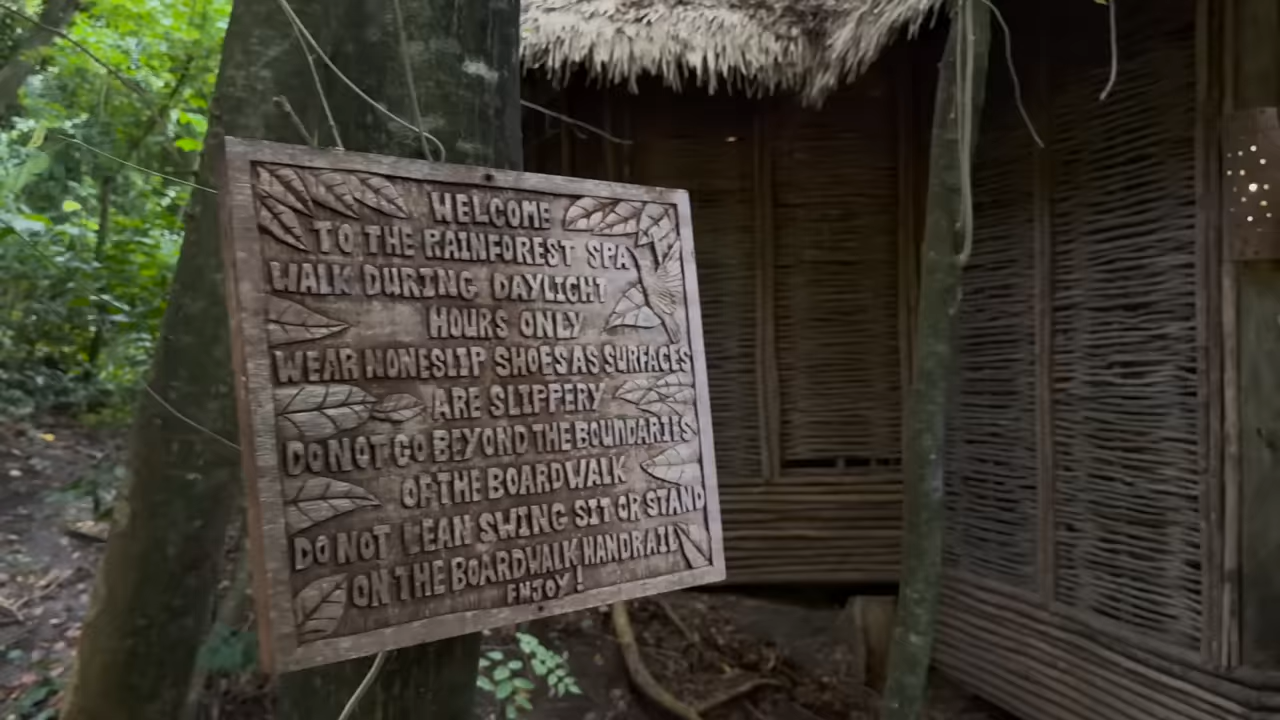 WELCOME
TO THE RAINFOREST SPA
WALK DURING DAYLIGHT
HOURS ONLY
WEAR NONESLIP SHOES AS SURFACES
ARE SLIPPERY
DO NOT GO BEYOND THE BOUNDARIES
OF THE BOARDWALK
DO NOT LEAN SWING SIT OR STAND
ON THE BOARDWALK HANDRAIL
ENJOY!